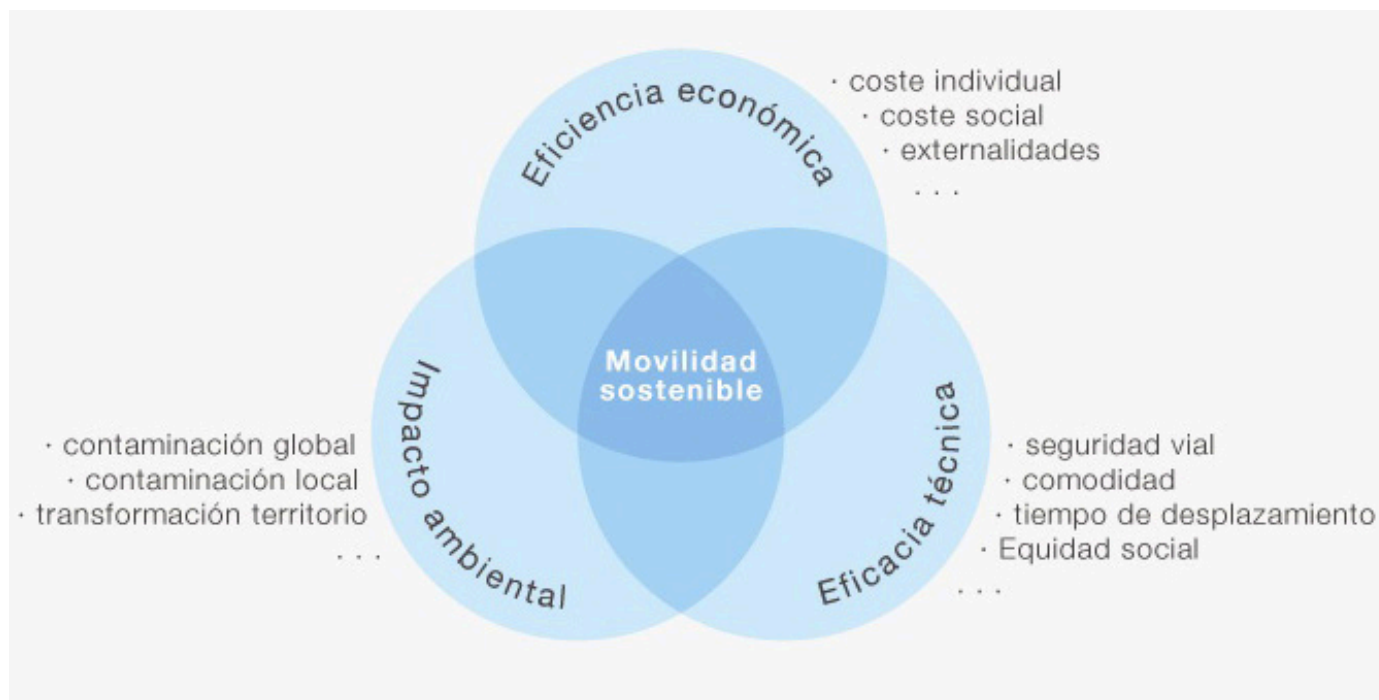 Eficiencia económica
· coste individual
· coste social
· externalidades
. . .
Movilidad
sostenible
Impacto ambiental
· contaminación global
· contaminación local
· transformación territorio
. . .
Eficacia técnica
· seguridad vial
· comodidad
· tiempo de desplazamiento
· Equidad social
. . .